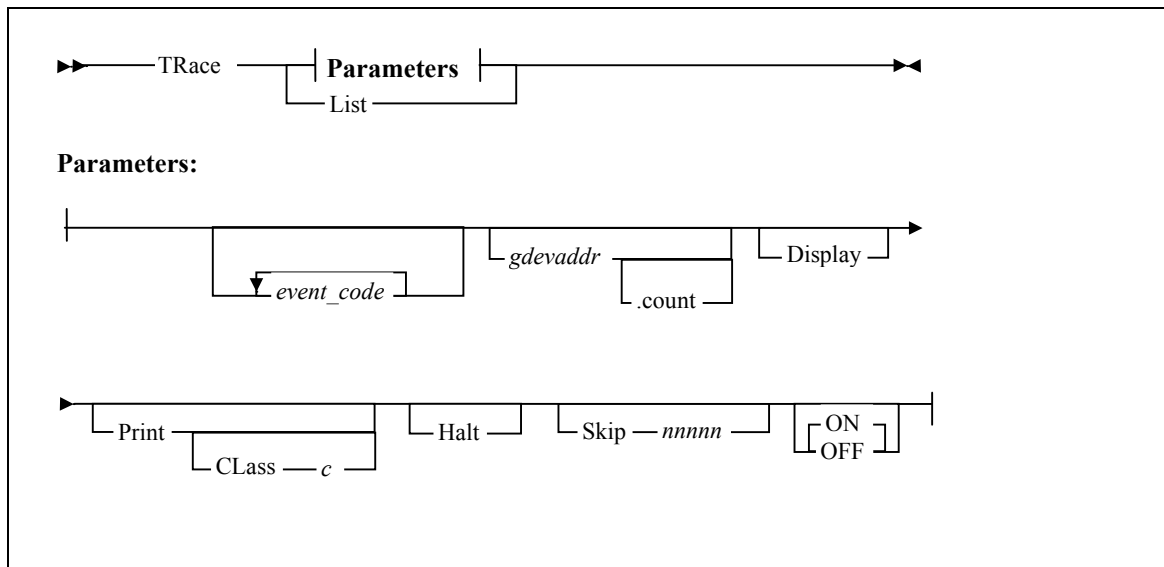 TRace Parameters
List
Parameters:
gdevaddr Display
event_code .count
Print Halt Skip nnnnn ON
CLass c OFF